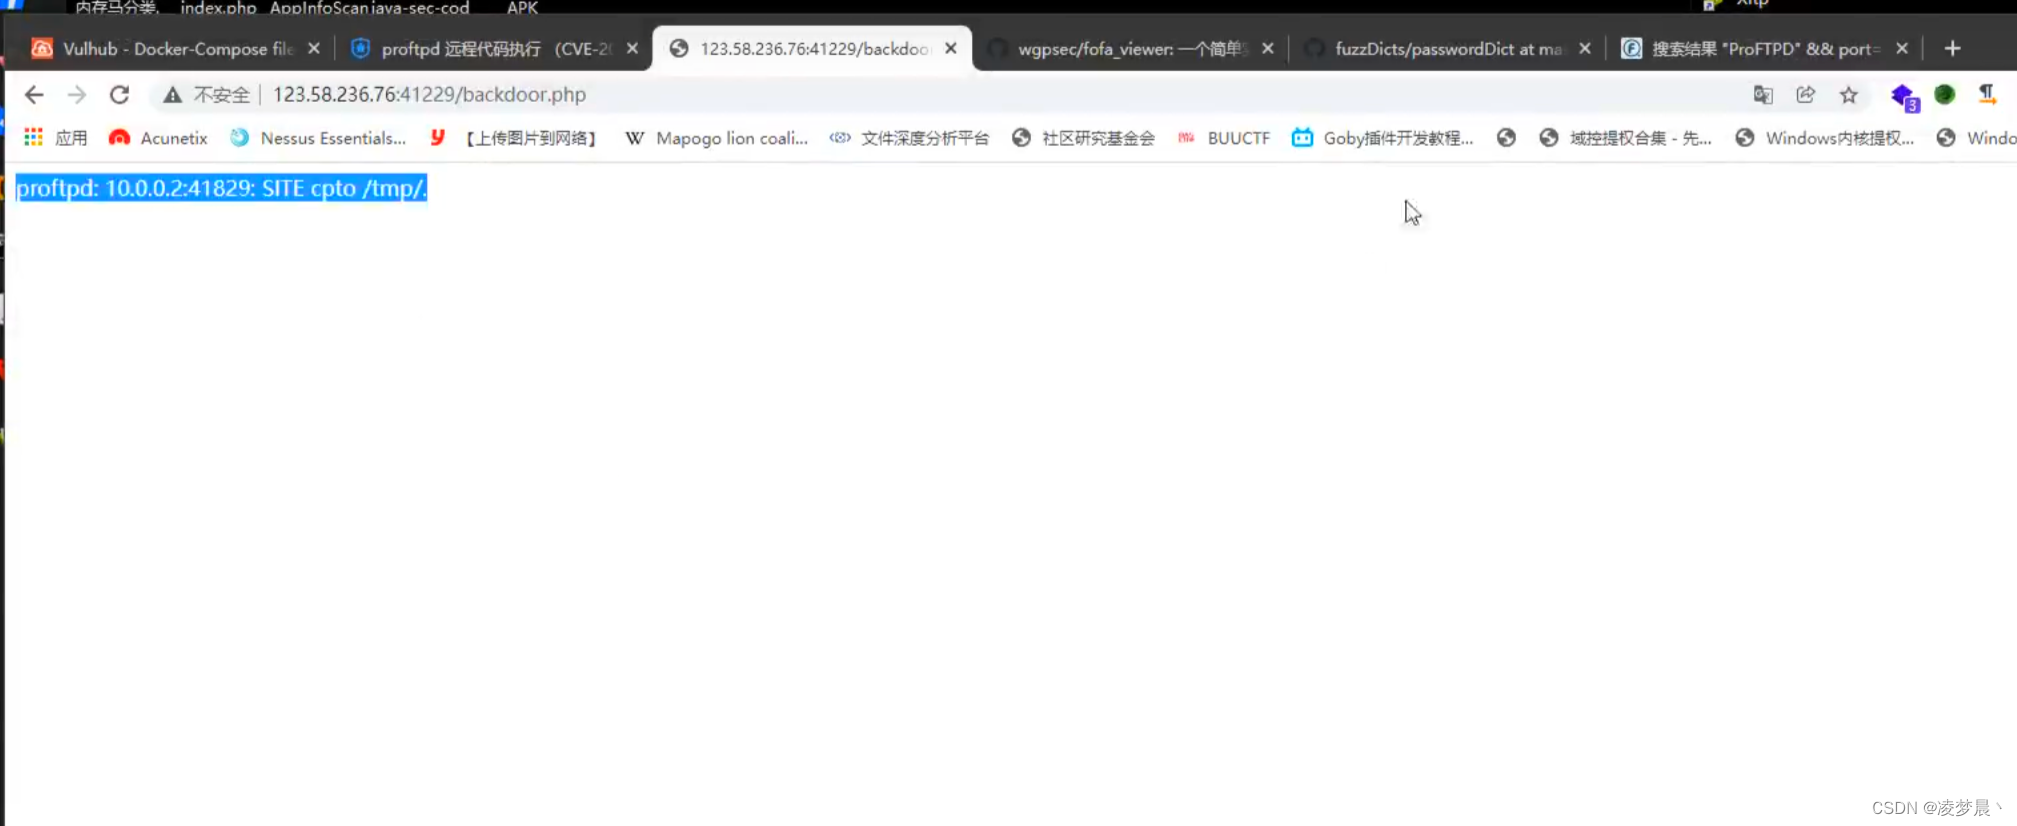 内存马分类. index.php AppInfoScan java-sec-cod APK Xftp
Vulhub - Docker-Compose file proftpd 远程代码执行 (CVE-20 123.58.236.76:41229/backdoo wgpsec/fofa_viewer: 一个简单 fuzzDicts/passwordDict at ma 搜索结果 "ProFTPD" && port=
不安全 123.58.236.76:41229/backdoor.php 3
应用 Acunetix Nessus Essentials... 【上传图片到网络】 Mapogo lion coali... 文件深度分析平台 社区研究基金会 BUUCTF Goby插件开发教程... 域控提权合集 - 先... Windows内核提权... Windo
proftpd: 10.0.0.2:41829: SITE cpto /tmp/.
CSDN @凌梦晨丶